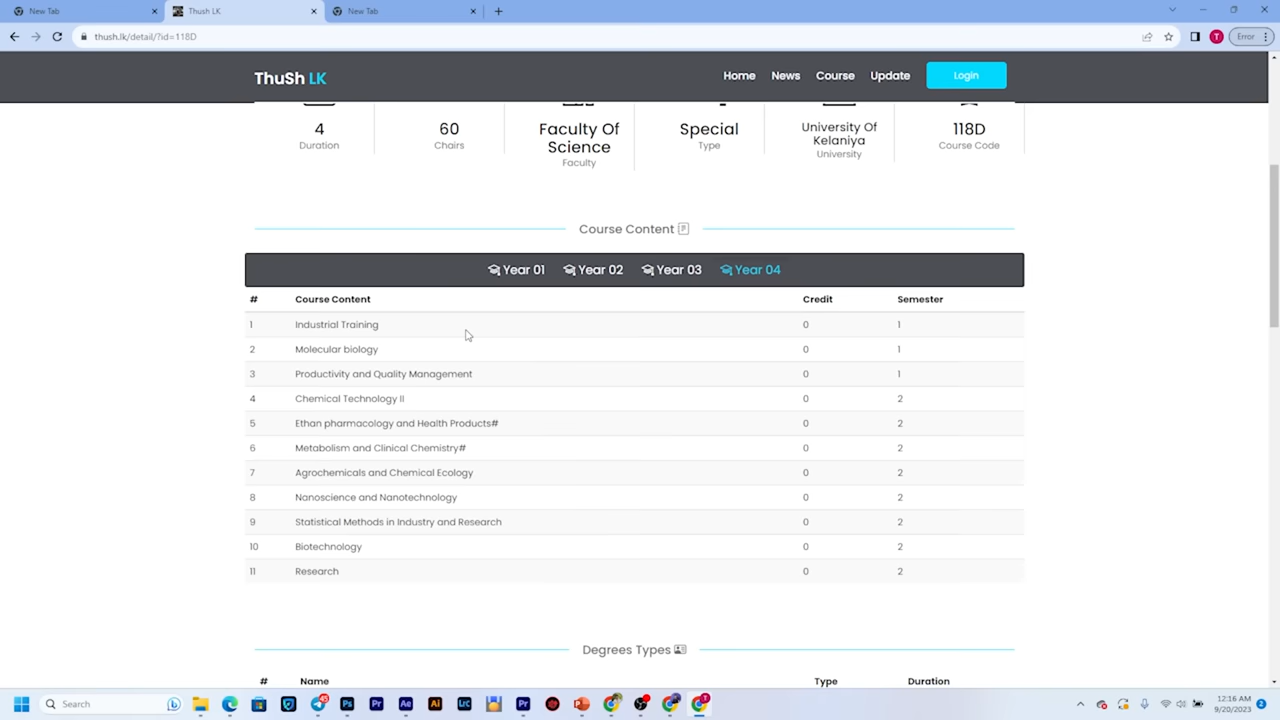 New Tab
Thush LK
New Tab
thush.lk/detail/?id=118D
Error
ThuSh LK
Home News Course Update Login
4 60 Faculty Of Science Special University Of Kelaniya 118D
Duration Chairs Faculty Type University Course Code
Course Content
Year 01 Year 02 Year 03 Year 04
# Course Content Credit Semester
1 Industrial Training 0 1
2 Molecular biology 0 1
3 Productivity and Quality Management 0 1
4 Chemical Technology II 0 2
5 Ethan pharmacology and Health Products# 0 2
6 Metabolism and Clinical Chemistry# 0 2
7 Agrochemicals and Chemical Ecology 0 2
8 Nanoscience and Nanotechnology 0 2
9 Statistical Methods in Industry and Research 0 2
10 Biotechnology 0 2
11 Research 0 2
Degrees Types
# Name Type Duration
Search
45
12:16 AM
9/20/2023